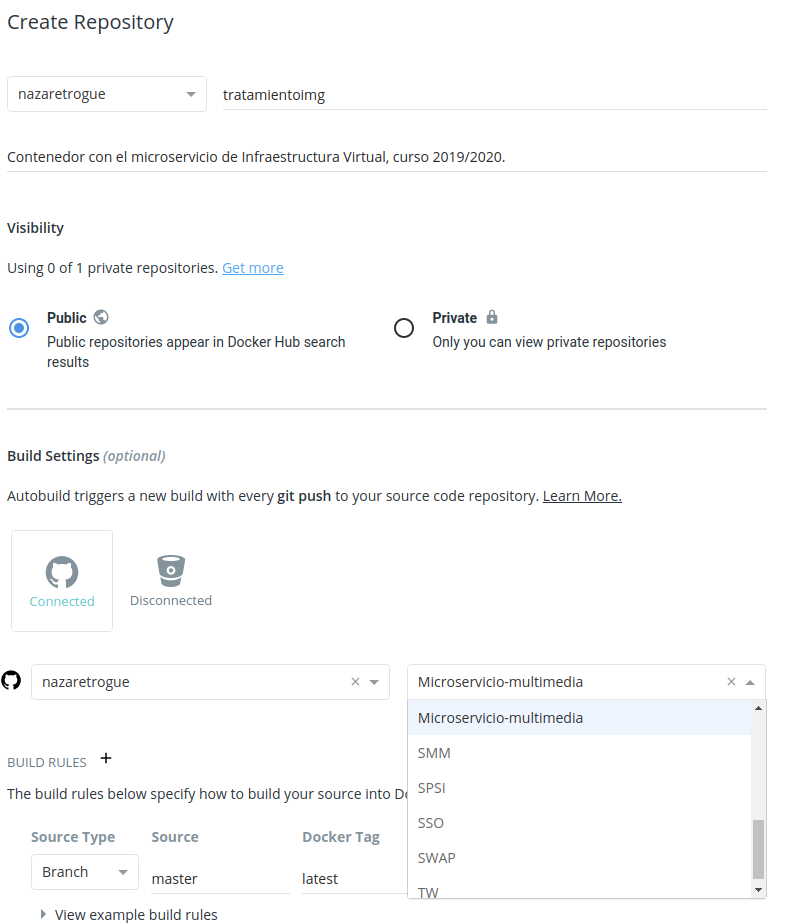 Create Repository
nazaretrogue
tratamientoimg
Contenedor con el microservicio de Infraestructura Virtual, curso 2019/2020.
Visibility
Using 0 of 1 private repositories. Get more
Public
Public repositories appear in Docker Hub search
results
Private
Only you can view private repositories
Build Settings (optional)
Autobuild triggers a new build with every git push to your source code repository. Learn More.
Connected
Disconnected
nazaretrogue
Microservicio-multimedia
Microservicio-multimedia
SMM
SPSI
SSO
SWAP
TW
BUILD RULES +
The build rules below specify how to build your source into
Source Type Source Docker Tag
Branch master latest
View example build rules